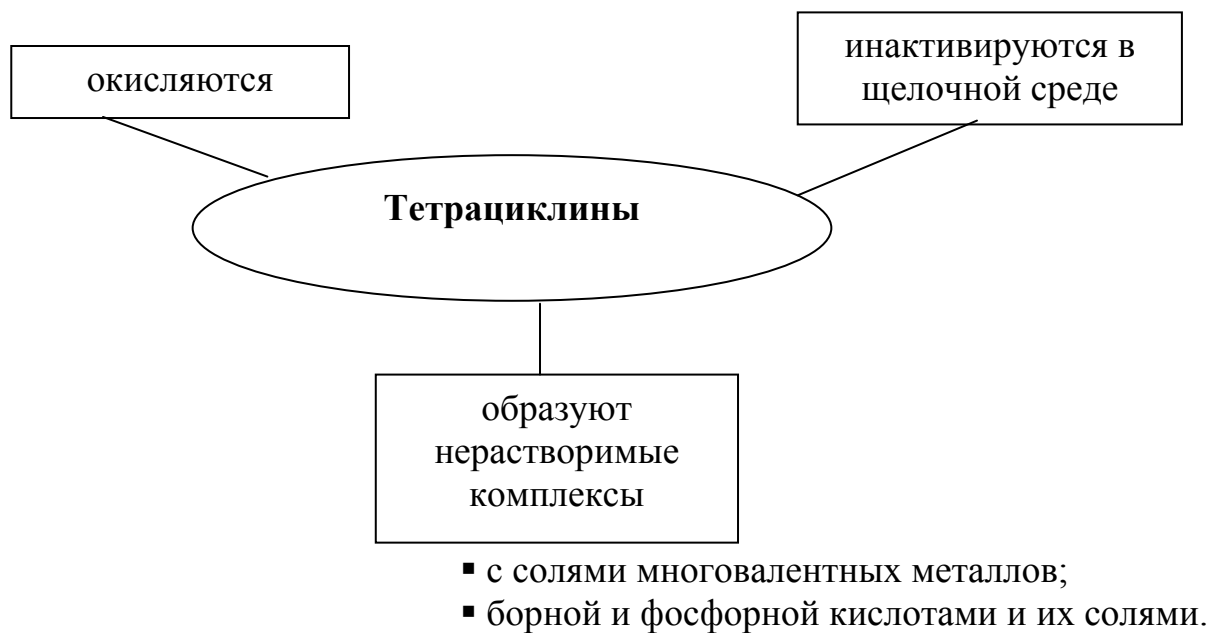 окисляются
инактивируются в
щелочной среде
Тетрациклины
образуют
нерастворимые
комплексы
▪ с солями многовалентных металлов;
▪ борной и фосфорной кислотами и их солями.